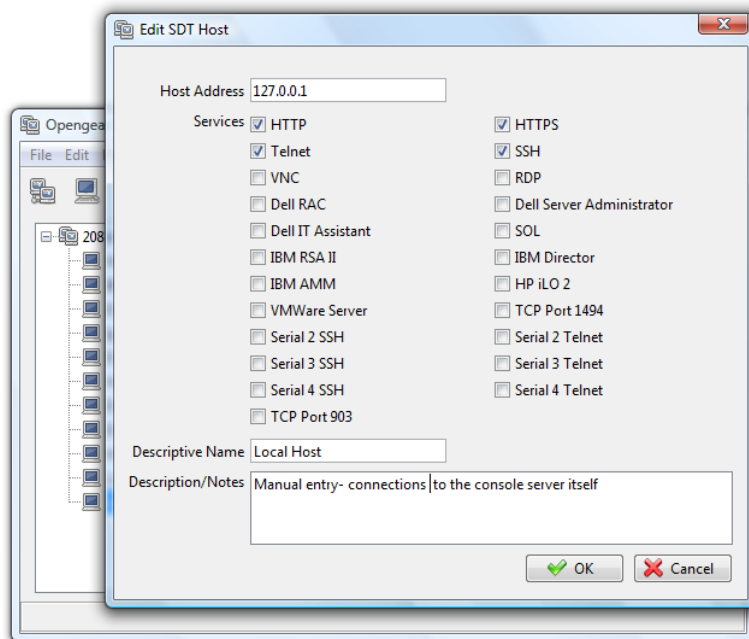 Edit SDT Host
Host Address 127.0.0.1
Services HTTP HTTPS
Telnet SSH
VNC RDP
Dell RAC Dell Server Administrator
Dell IT Assistant SOL
IBM RSA II IBM Director
IBM AMM HP iLO 2
VMWare Server TCP Port 1494
Serial 2 SSH Serial 2 Telnet
Serial 3 SSH Serial 3 Telnet
Serial 4 SSH Serial 4 Telnet
TCP Port 903
Descriptive Name Local Host
Description/Notes Manual entry- connections to the console server itself
OK Cancel
Opengea
File Edit
208